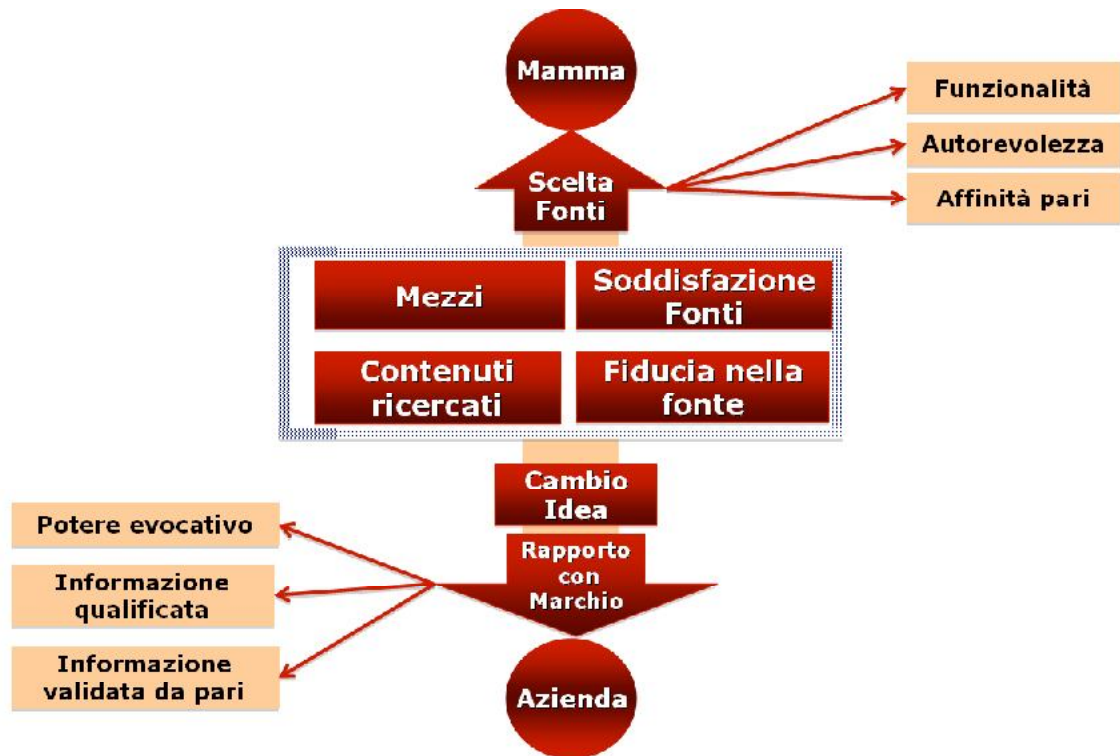 Mamma
Funzionalità
Autorevolezza
Affinità pari
Scelta
Fonti
Mezzi
Soddisfazione
Fonti
Contenuti
ricercati
Fiducia nella
fonte
Cambio
Idea
Rapporto
con
Marchio
Potere evocativo
Informazione
qualificata
Informazione
validata da pari
Azienda